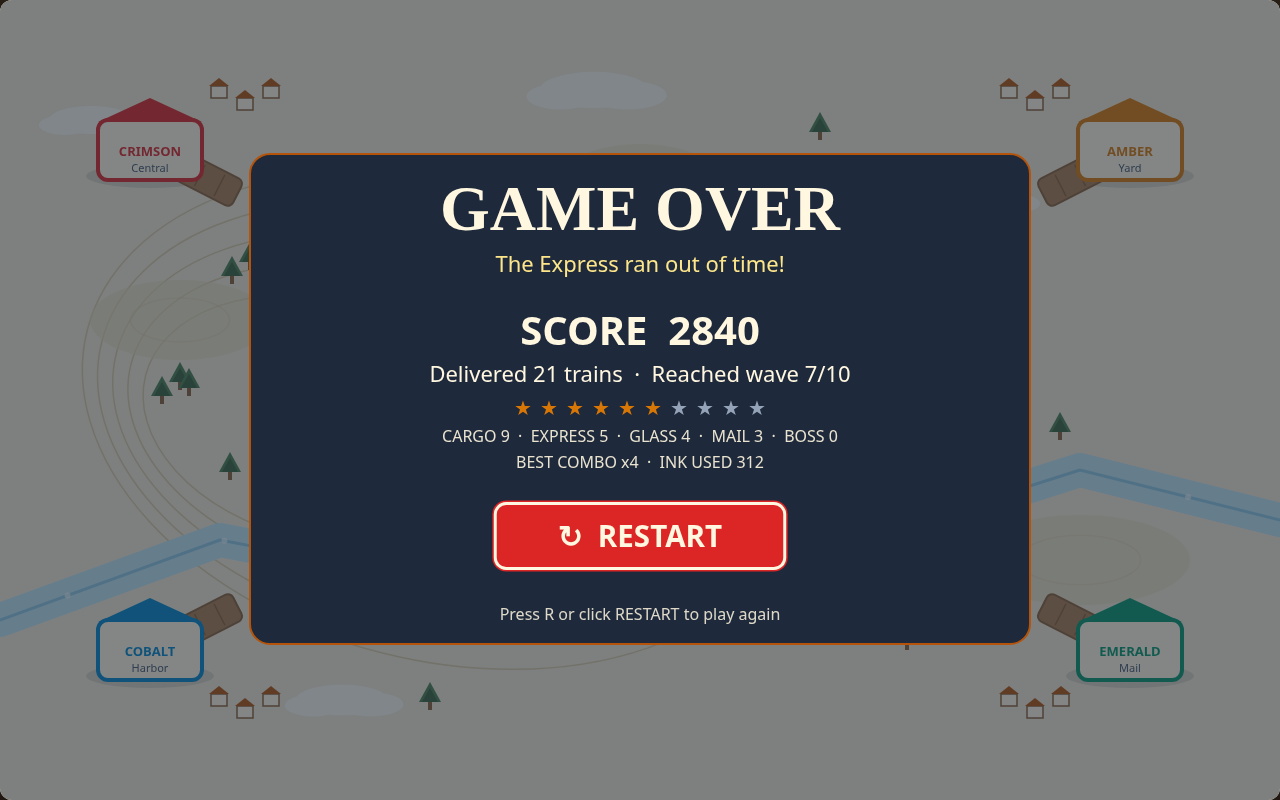 CRIMSON
Central
AMBER
Yard
GAME OVER
The Express ran out of time!
SCORE 2840
Delivered 21 trains · Reached wave 7/10
★ ★ ★ ★ ★ ★ ★ ★ ★ ★
CARGO 9 · EXPRESS 5 · GLASS 4 · MAIL 3 · BOSS 0
BEST COMBO x4 · INK USED 312
↻ RESTART
Press R or click RESTART to play again
COBALT
Harbor
EMERALD
Mail